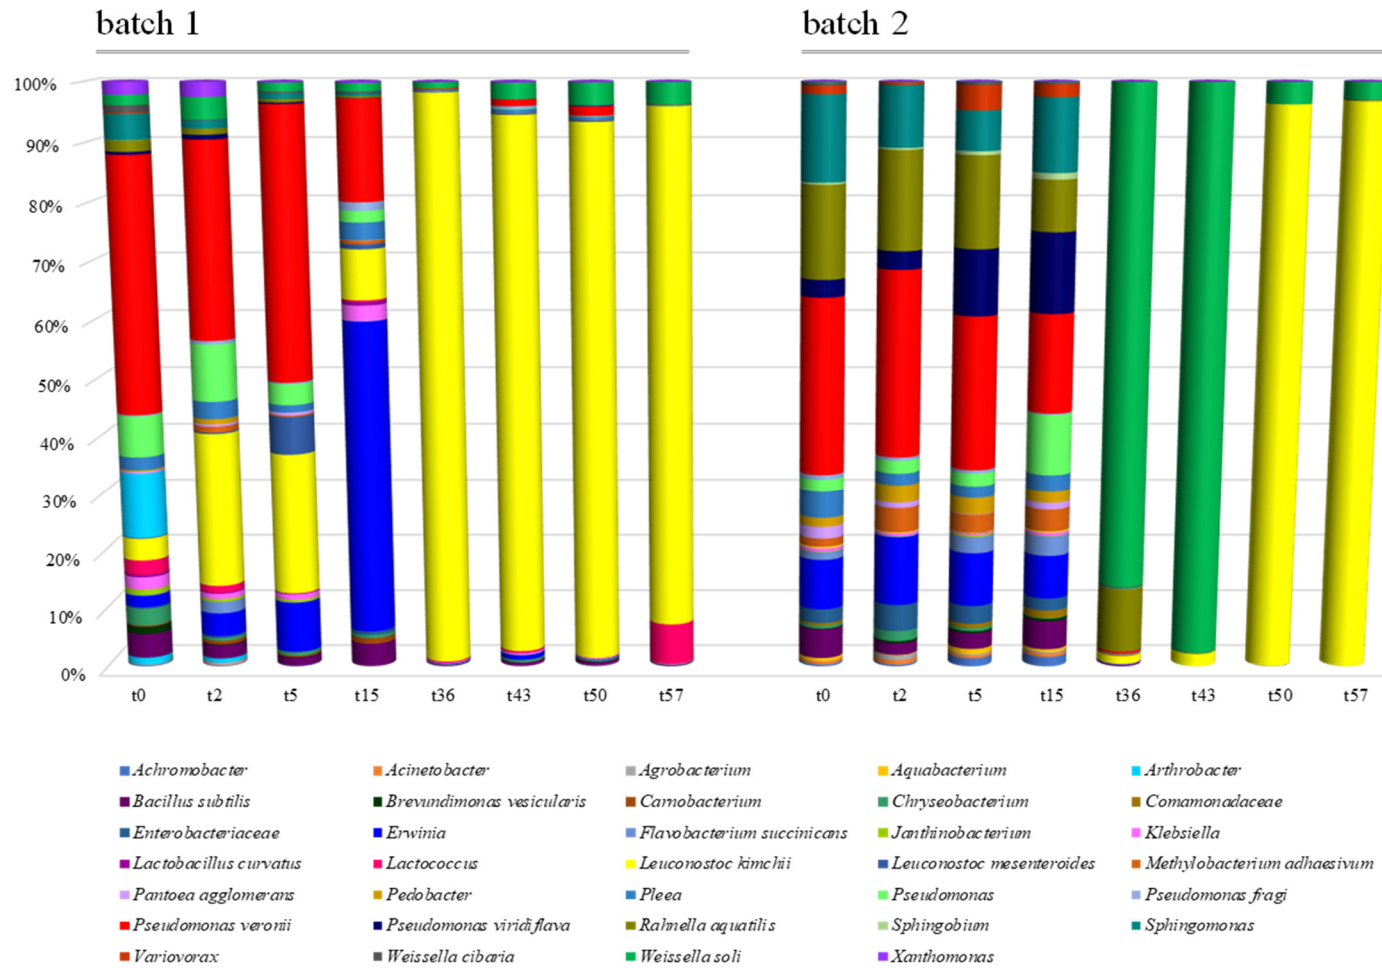 batch 1
batch 2
100%
90%
80%
70%
60%
50%
40%
30%
20%
10%
0%
t0 t2 t5 t15 t36 t43 t50 t57
t0 t2 t5 t15 t36 t43 t50 t57
Achromobacter Acinetobacter Agrobacterium Aquabacterium Arthrobacter
Bacillus subtilis Brevundimonas vesicularis Carnobacterium Chryseobacterium Comamonadaceae
Enterobacteriaceae Erwinia Flavobacterium succinicans Janthinobacterium Klebsiella
Lactobacillus curvatus Lactococcus Leuconostoc kimchii Leuconostoc mesenteroides Methylobacterium adhaesivum
Pantoea agglomerans Pedobacter Pleea Pseudomonas Pseudomonas fragi
Pseudomonas veronii Pseudomonas viridiflava Rahnella aquatilis Sphingobium Sphingomonas
Variovorax Weissella cibaria Weissella soli Xanthomonas